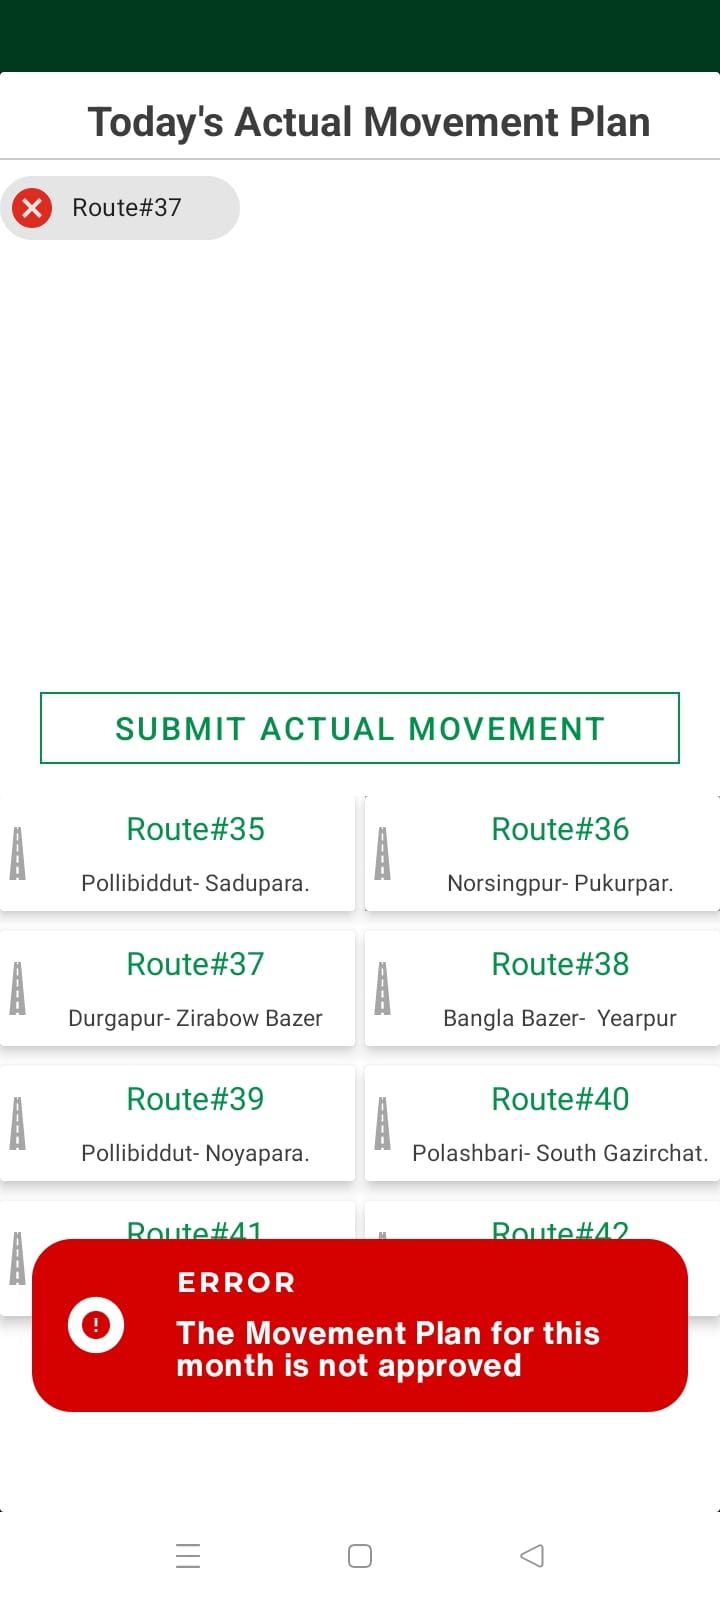 Today's Actual Movement Plan
Route#37
SUBMIT ACTUAL MOVEMENT
Route#35
Pollibiddut- Sadupara.
Route#36
Norsingpur- Pukurpar.
Route#37
Durgapur- Zirabow Bazer
Route#38
Bangla Bazer-  Yearpur
Route#39
Pollibiddut- Noyapara.
Route#40
Polashbari- South Gazirchat.
Route#41
Route#42
ERROR
The Movement Plan for this
month is not approved